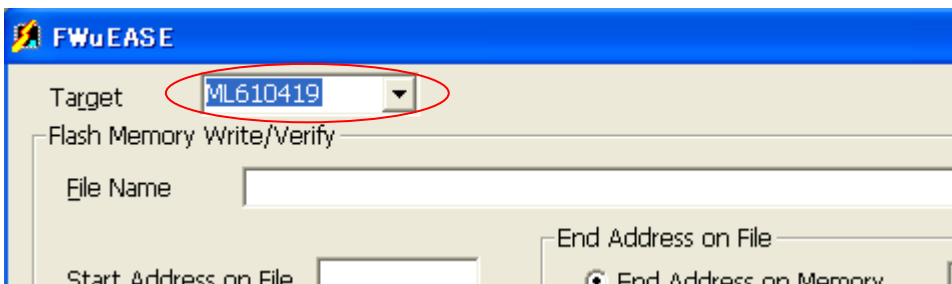 FWuEASE
Target ML610419
Flash Memory Write/Verify
File Name
End Address on File
Start Address on File
End Address on Memory